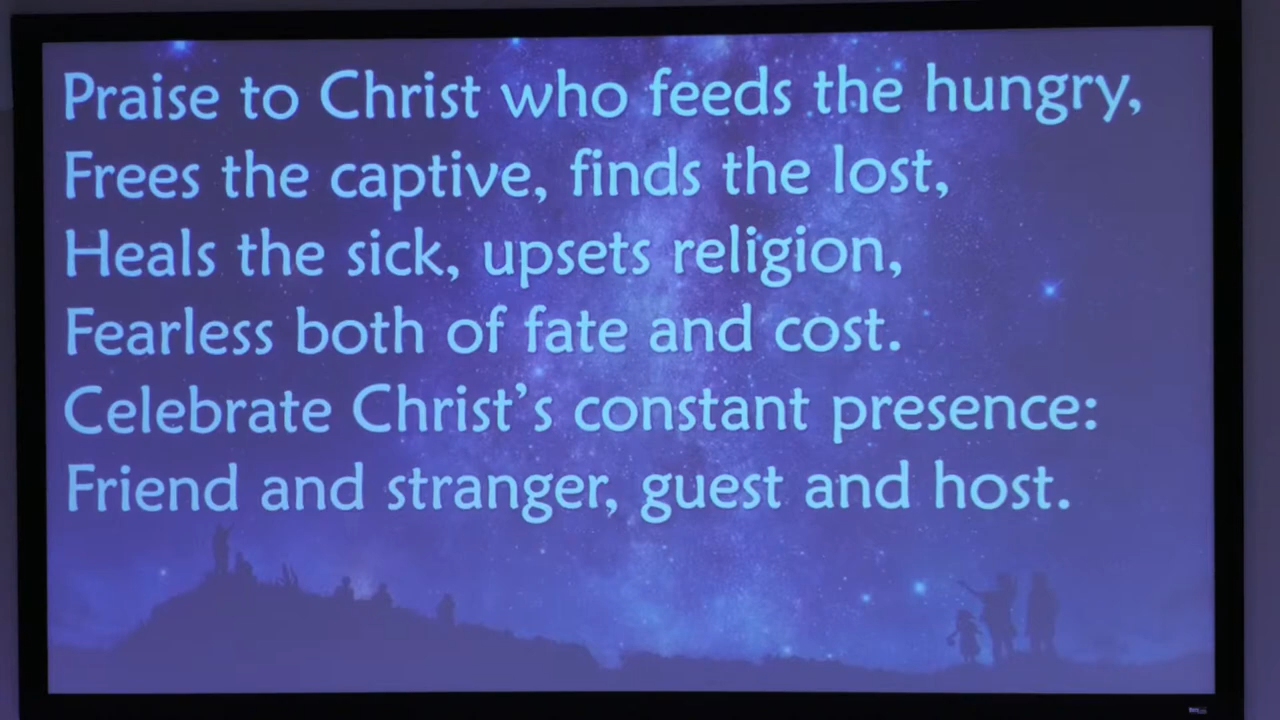 Praise to Christ who feeds the hungry,
Frees the captive, finds the lost,
Heals the sick, upsets religion,
Fearless both of fate and cost.
Celebrate Christ’s constant presence:
Friend and stranger, guest and host.